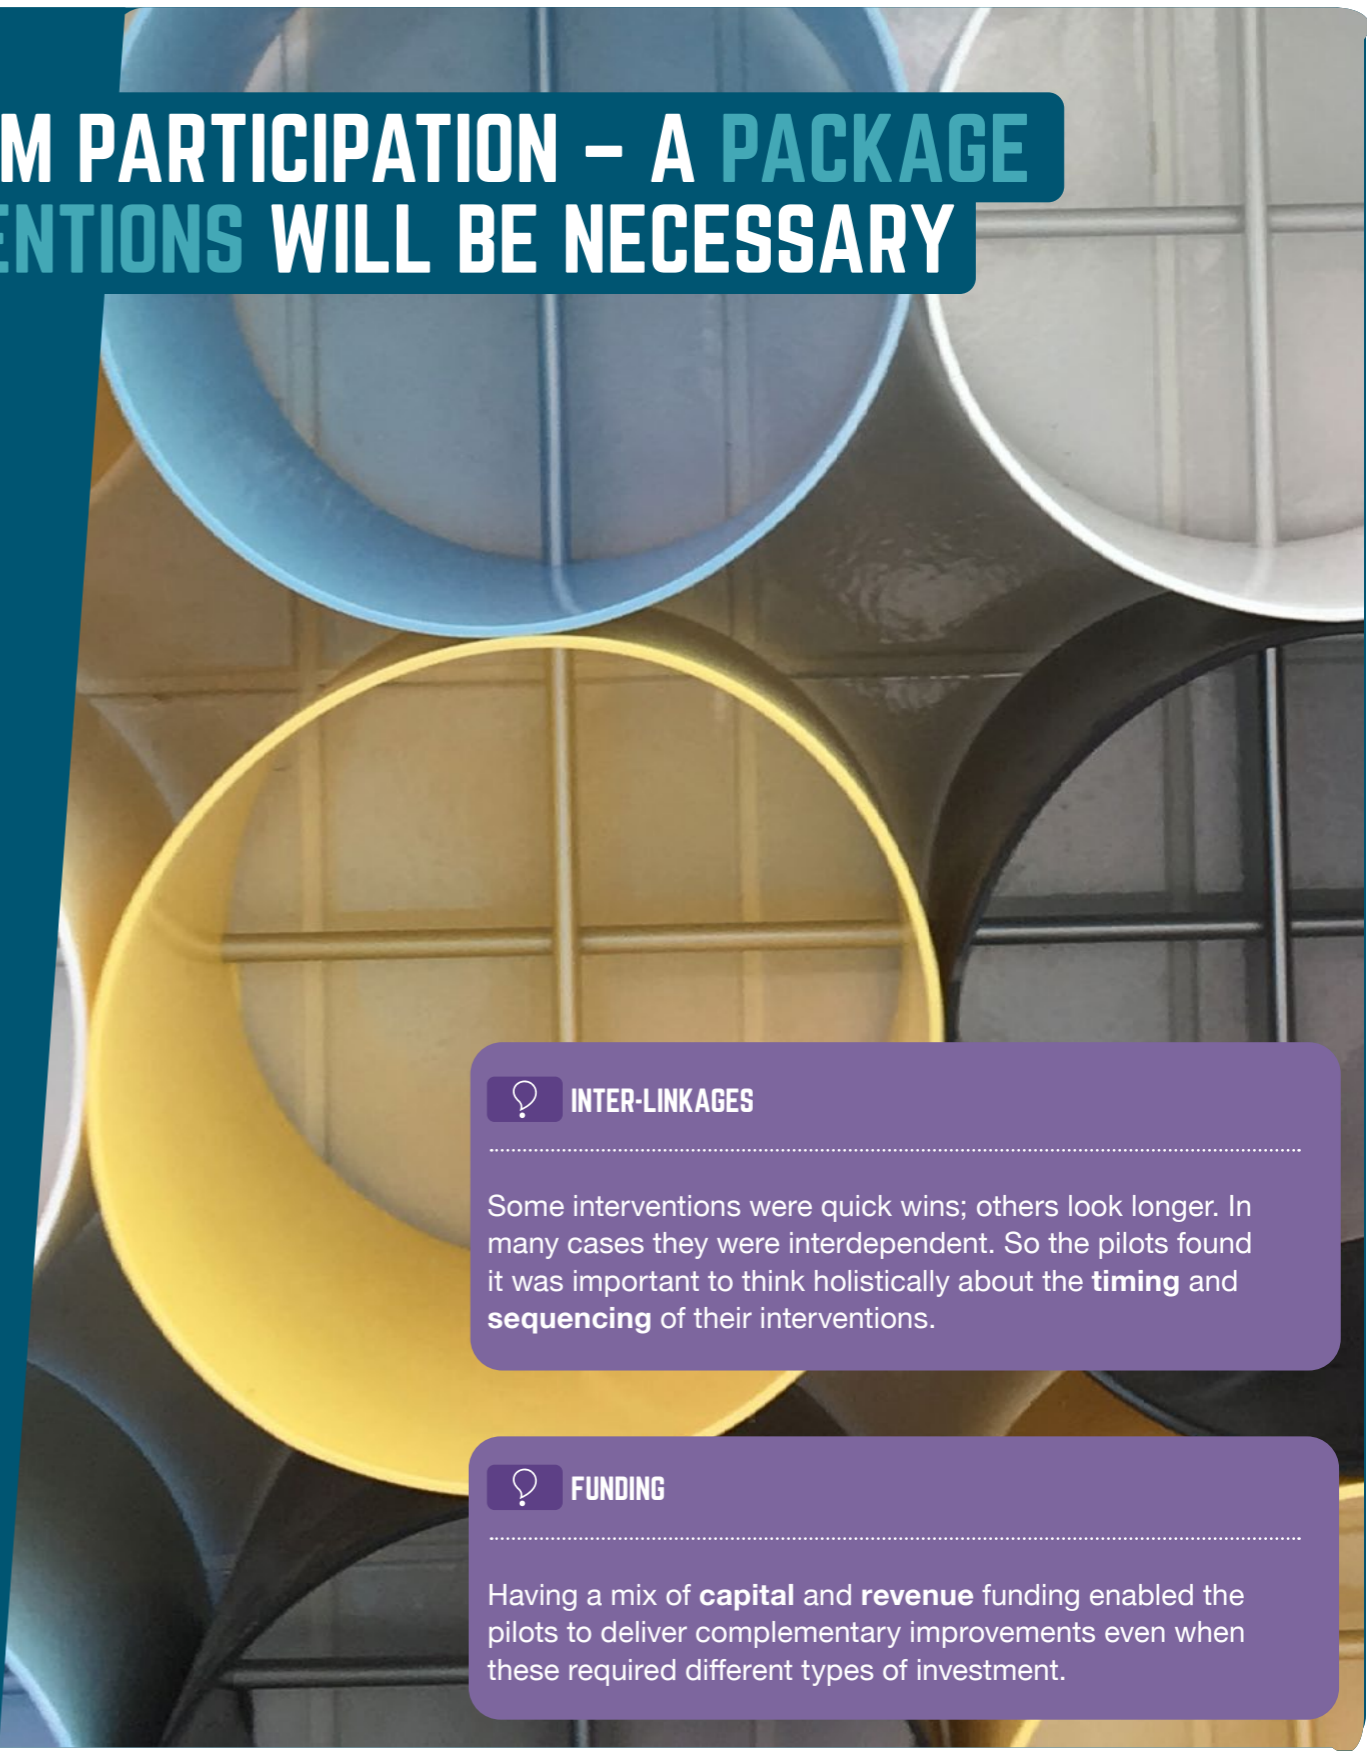 M PARTICIPATION – A PACKAGE
ENTIONS WILL BE NECESSARY
INTER-LINKAGES
Some interventions were quick wins; others look longer. In
many cases they were interdependent. So the pilots found
it was important to think holistically about the timing and
sequencing of their interventions.
FUNDING
Having a mix of capital and revenue funding enabled the
pilots to deliver complementary improvements even when
these required different types of investment.